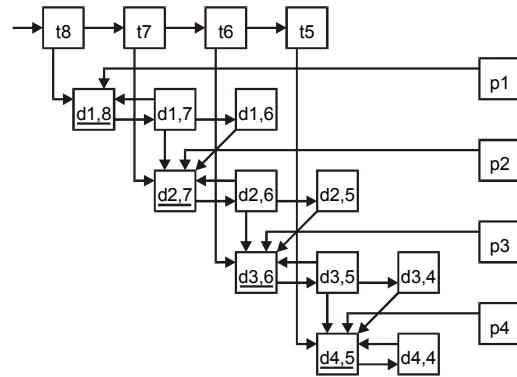 t8 t7 t6 t5
p1
d1,8 d1,7 d1,6
p2
d2,7 d2,6 d2,5
p3
d3,6 d3,5 d3,4
p4
d4,5 d4,4